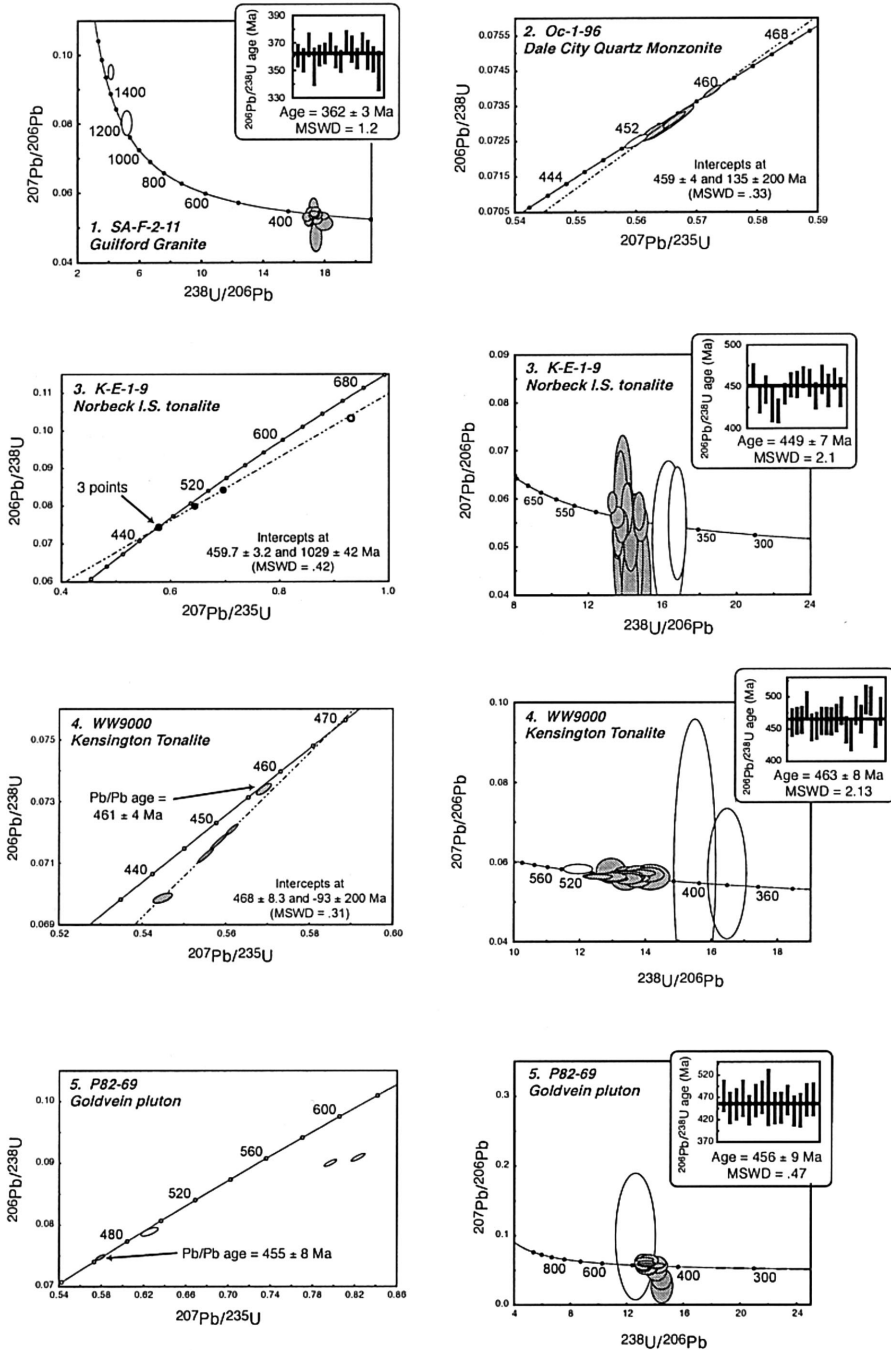 0.10
0.08
0.06
0.04
207Pb/206Pb
1400
1200
1000
800
600
400
1. SA-F-2-11
Guilford Granite
2 6 10 14 18
238U/206Pb
390
360
330
206Pb/238U age (Ma)
Age = 362 ± 3 Ma
MSWD = 1.2
2. Oc-1-96
Dale City Quartz Monzonite
0.0755
0.0745
0.0735
0.0725
0.0715
0.0705
206Pb/238U
468
460
452
444
Intercepts at
459 ± 4 and 135 ± 200 Ma
(MSWD = .33)
0.54 0.55 0.56 0.57 0.58 0.59
207Pb/235U
3. K-E-1-9
Norbeck I.S. tonalite
0.11
0.10
0.09
0.08
0.07
0.06
206Pb/238U
680
600
520
440
3 points
Intercepts at
459.7 ± 3.2 and 1029 ± 42 Ma
(MSWD = .42)
0.4 0.6 0.8 1.0
207Pb/235U
3. K-E-1-9
Norbeck I.S. tonalite
0.09
0.08
0.07
0.06
0.05
0.04
207Pb/206Pb
650
550
350
300
8 12 16 20 24
238U/206Pb
500
450
400
206Pb/238U age (Ma)
Age = 449 ± 7 Ma
MSWD = 2.1
4. WW9000
Kensington Tonalite
0.075
0.073
0.071
0.069
206Pb/238U
470
460
450
440
Pb/Pb age =
461 ± 4 Ma
Intercepts at
468 ± 8.3 and -93 ± 200 Ma
(MSWD = .31)
0.52 0.54 0.56 0.58 0.60
207Pb/235U
4. WW9000
Kensington Tonalite
0.10
0.08
0.06
0.04
207Pb/206Pb
560
520
400
360
10 12 14 16 18
238U/206Pb
500
450
400
206Pb/238U age (Ma)
Age = 463 ± 8 Ma
MSWD = 2.13
5. P82-69
Goldvein pluton
0.10
0.09
0.08
0.07
206Pb/238U
600
560
520
480
Pb/Pb age = 455 ± 8 Ma
0.54 0.58 0.62 0.66 0.70 0.74 0.78 0.82 0.86
207Pb/235U
5. P82-69
Goldvein pluton
0.3
0.2
0.1
0.0
207Pb/206Pb
800
600
400
300
4 8 12 16 20 24
238U/206Pb
520
470
420
370
206Pb/238U age (Ma)
Age = 456 ± 9 Ma
MSWD = .47